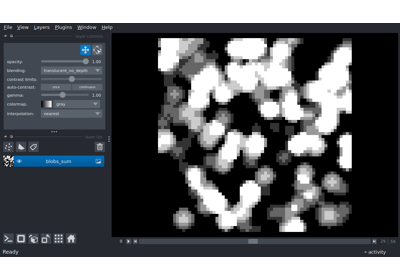 File View Layers Plugins Window Help
opacity: 1.00
blending: translucent_no_depth
contrast limits:
auto-contrast: once continuous
gamma: 1.00
colormap: gray
interpolation: nearest
blobs_sum
Ready
activity